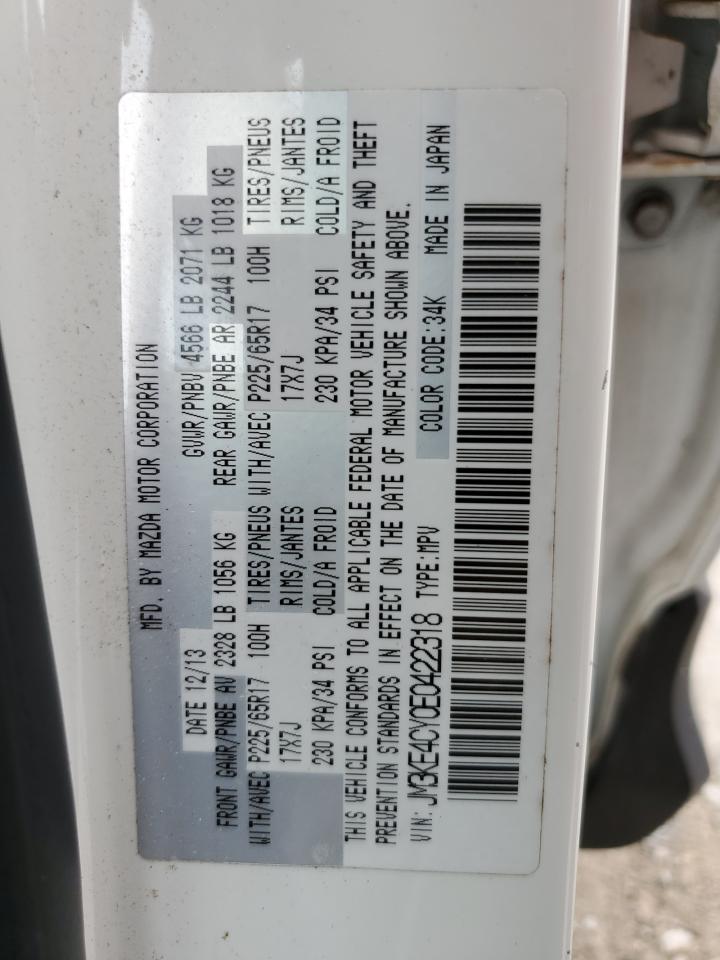 MFD. BY MAZDA MOTOR CORPORATION
DATE 12/13 GVWR/PNBV 4566 LB 2071 KG
FRONT GAWR/PNBE AV 2328 LB 1056 KG REAR GAWR/PNBE AR 2244 LB 1018 KG
WITH/AVEC P225/65R17 100H TIRES/PNEUS WITH/AVEC P225/65R17 100H TIRES/PNEUS
17X7J RIMS/JANTES 17X7J RIMS/JANTES
230 KPA/34 PSI COLD/A FROID 230 KPA/34 PSI COLD/A FROID
THIS VEHICLE CONFORMS TO ALL APPLICABLE FEDERAL MOTOR VEHICLE SAFETY AND THEFT
PREVENTION STANDARDS IN EFFECT ON THE DATE OF MANUFACTURE SHOWN ABOVE.
VIN: JM3KE4CY0E0422318 TYPE:MPV COLOR CODE:34K MADE IN JAPAN